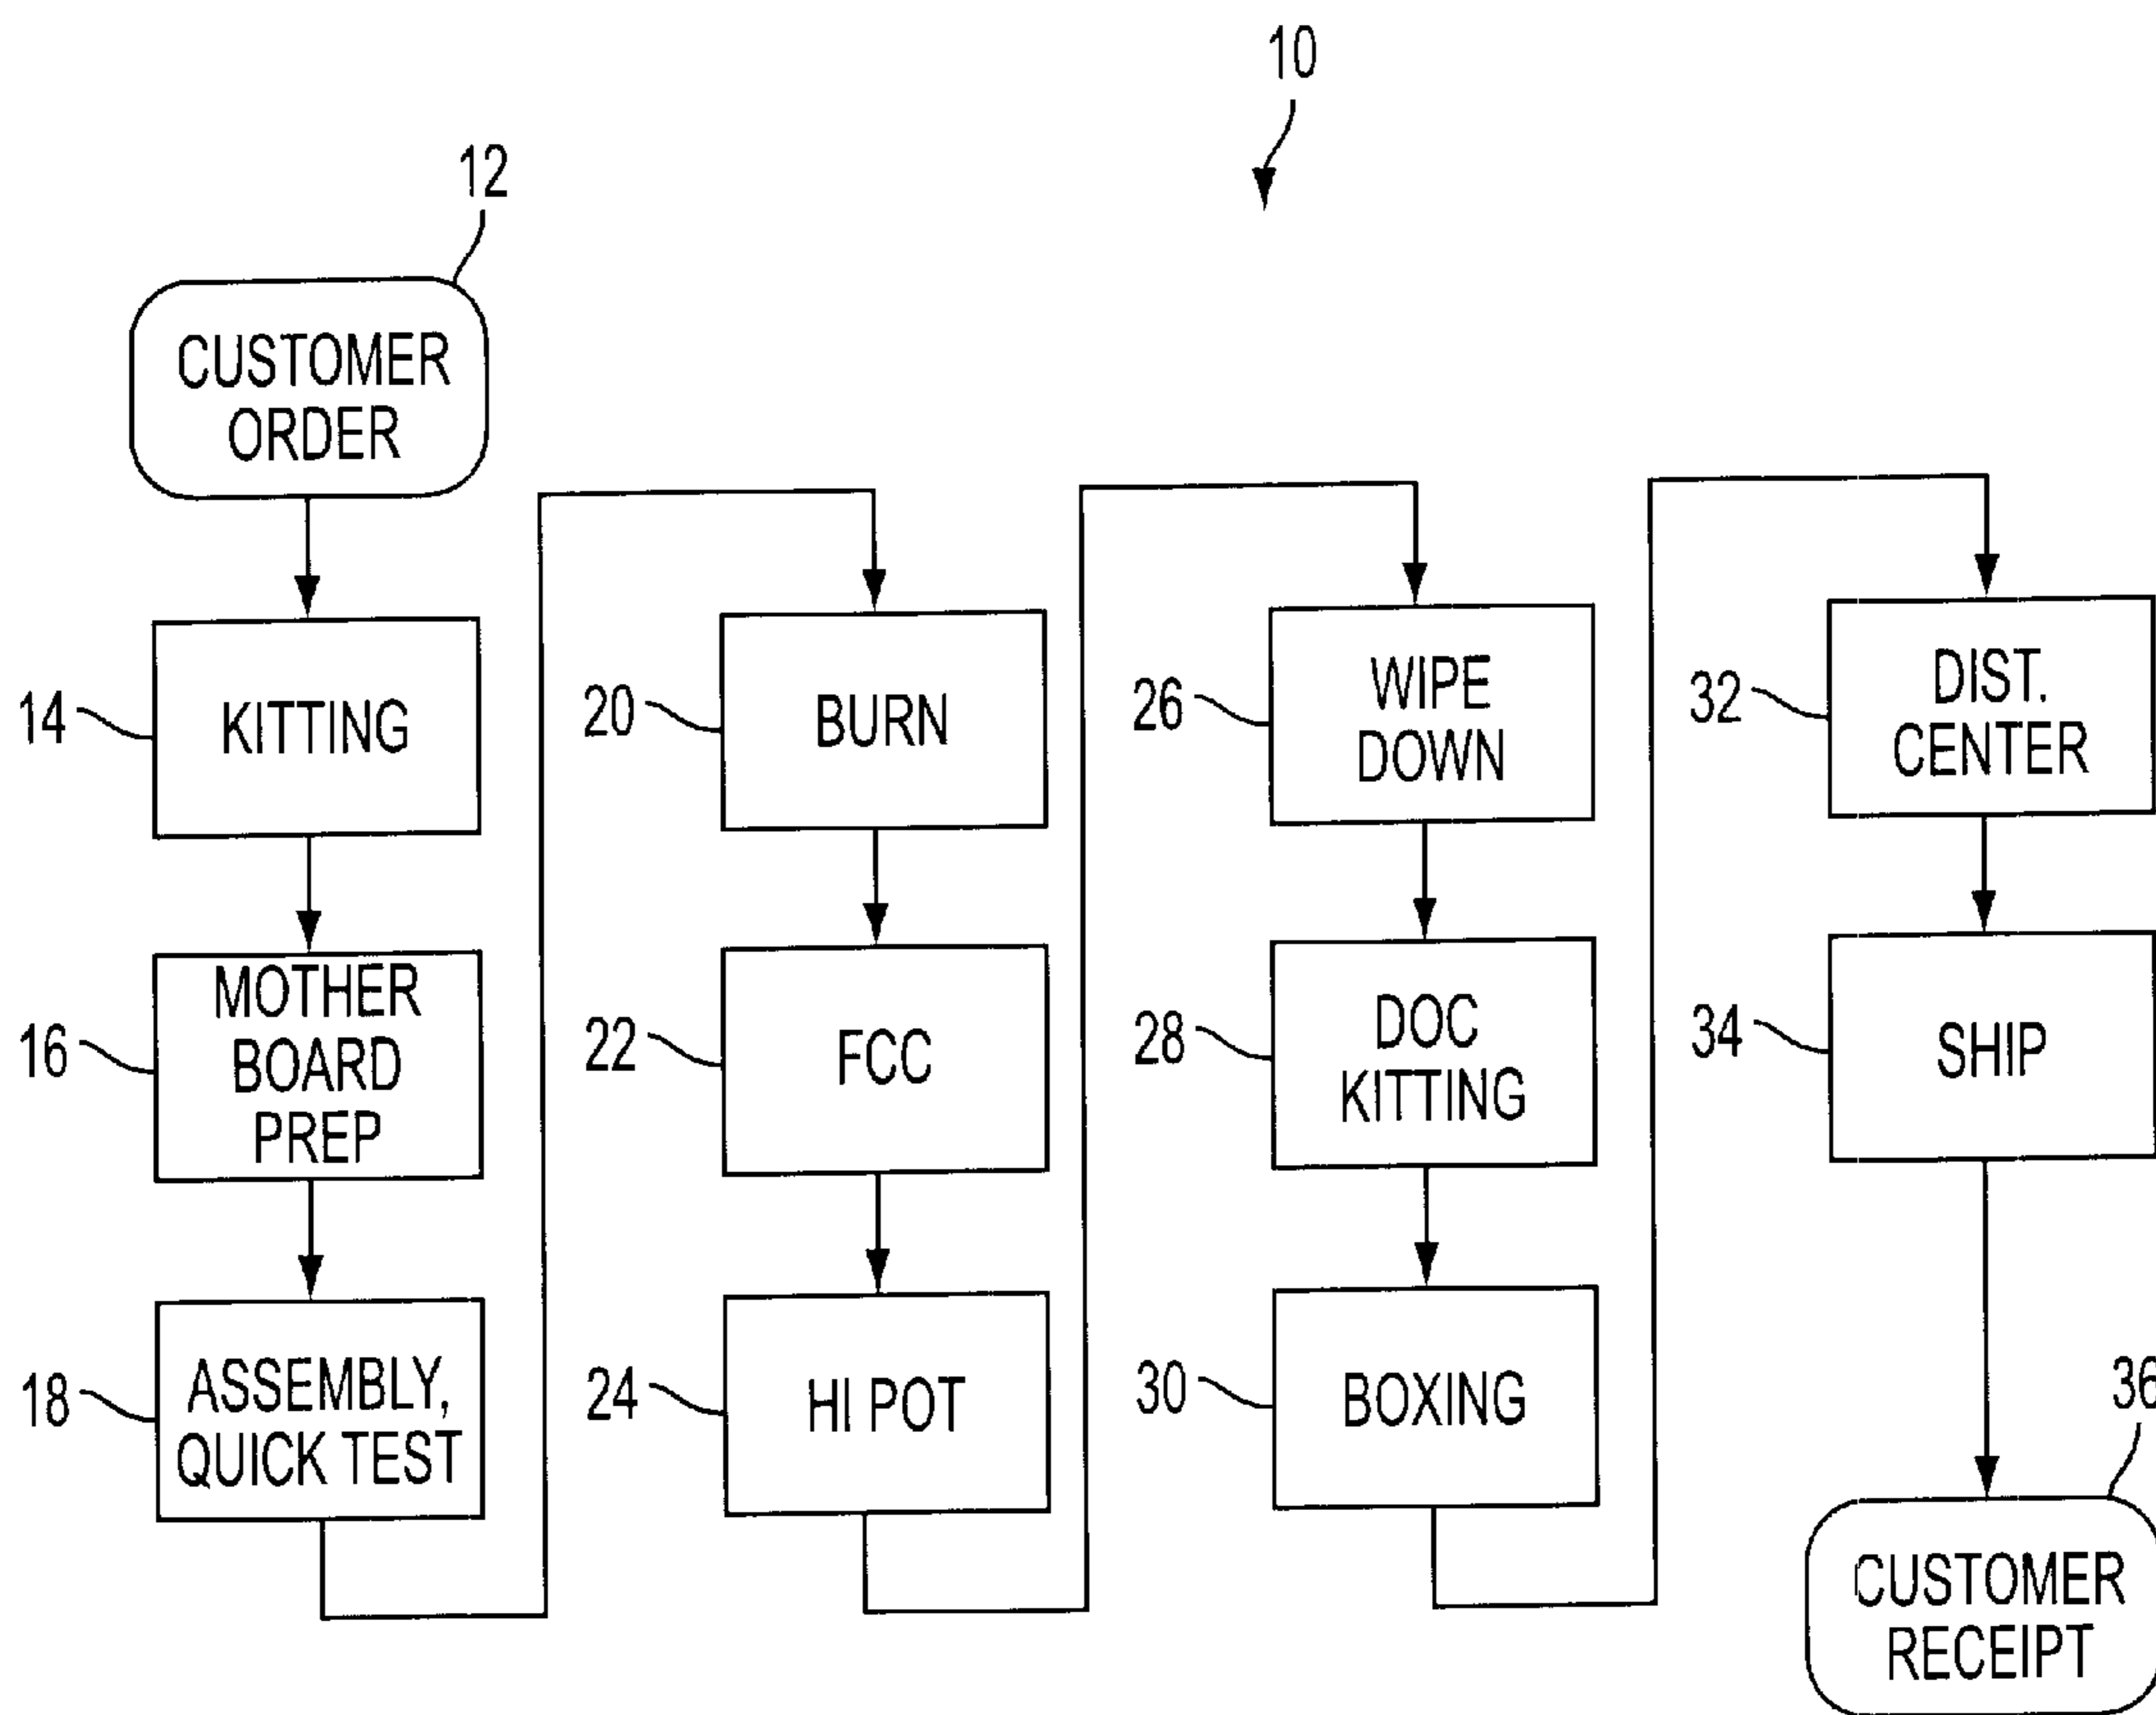 10
12
CUSTOMER
ORDER
14
KITTING
16
MOTHER
BOARD
PREP
18
ASSEMBLY,
QUICK TEST
20
BURN
22
FCC
24
HI POT
26
WIPE
DOWN
28
DOC
KITTING
30
BOXING
32
DIST.
CENTER
34
SHIP
36
CUSTOMER
RECEIPT